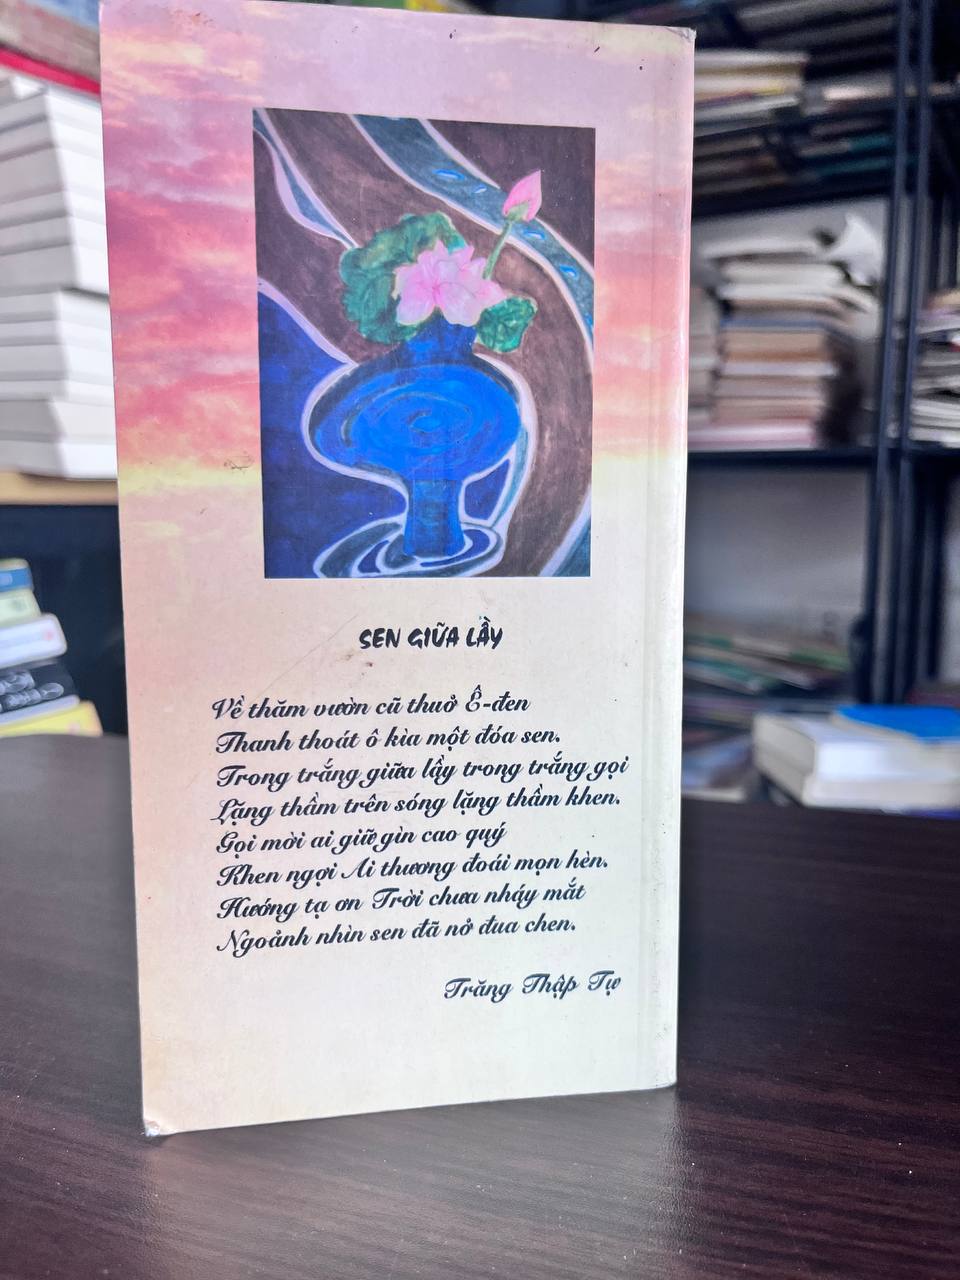 SEN GIỮA LẦY
Về thăm vườn cũ thuở Ê-đen
Thanh thoát ô kìa một đóa sen.
Trong trắng giữa lầy trong trắng gọi
Lặng thầm trên sóng lặng thầm khen.
Gọi mời ai giữ gìn cao quý
Khen ngợi Ai thương đoái mọn hèn.
Hướng tạ ơn Trời chưa nháy mắt
Ngoảnh nhìn sen đã nở đua chen.
Trăng Thập Tự